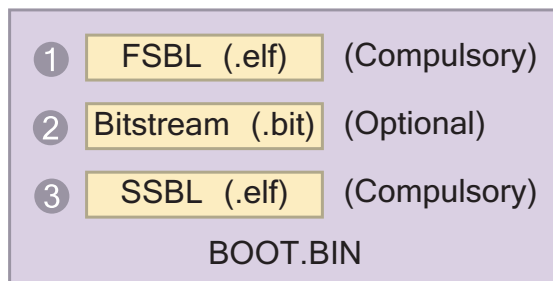 1 FSBL (.elf) (Compulsory)
2 Bitstream (.bit) (Optional)
3 SSBL (.elf) (Compulsory)
BOOT.BIN